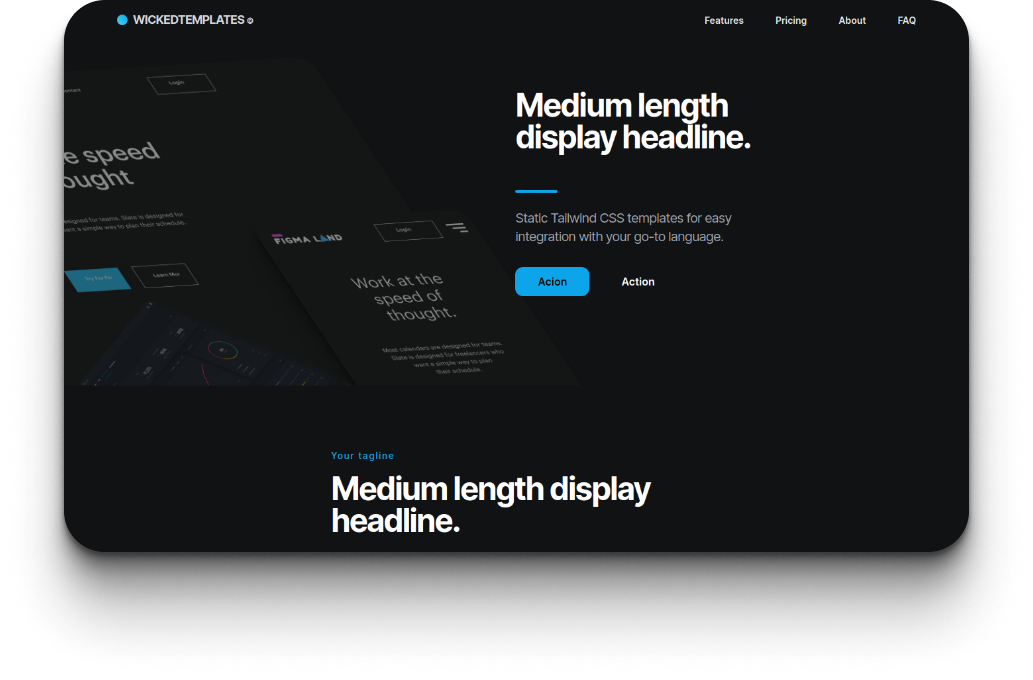 WICKEDTEMPLATES
Features
Pricing
About
FAQ
Login
e speed
ought
esigned for teams. Slate is designed for
want a simple way to plan their schedule.
Try For Fre
Learn Mor
FIGMA LAND
Login
Work at the
speed of
thought.
Most calendars are designed for teams.
Slate is designed for freelancers who
want a simple way to plan
their schedule.
Medium length
display headline.
Static Tailwind CSS templates for easy
integration with your go-to language.
Acion
Action
Your tagline
Medium length display
headline.